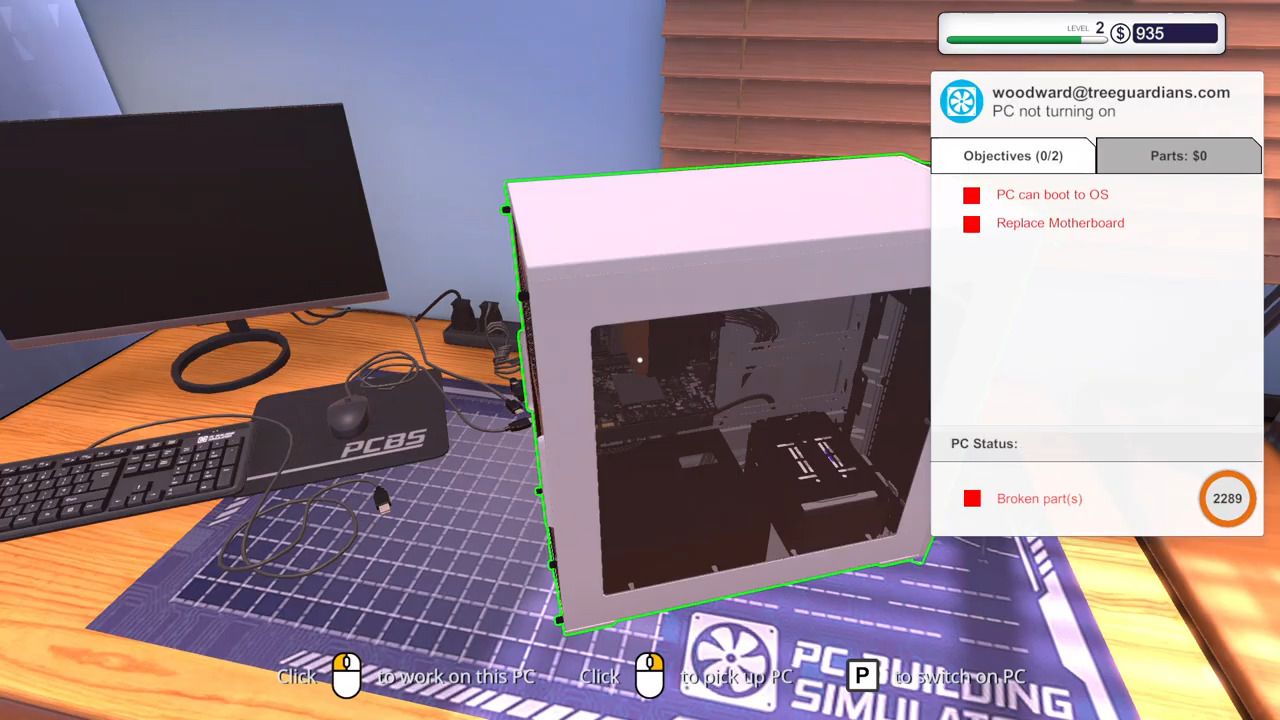 LEVEL 2 $ 935
woodward@treeguardians.com
PC not turning on
Objectives (0/2) Parts: $0
PC can boot to OS
Replace Motherboard
PC Status:
Broken part(s) 2289
PCBS
Click to work on this PC Click to pick up PC P to switch on PC
PC BUILDING
SIMULATOR